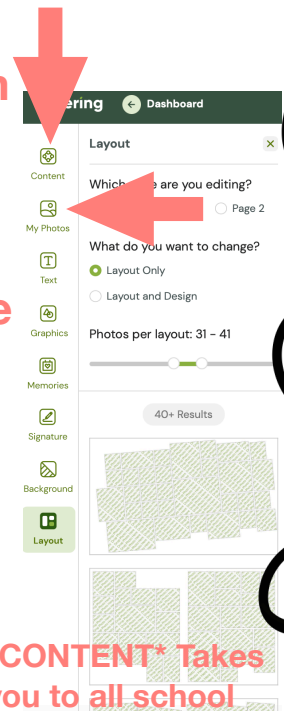 ring
Dashboard
Layout
Content
Which are you editing?
Page 2
My Photos
What do you want to change?
Layout Only
Text
Layout and Design
Graphics
Photos per layout: 31 - 41
Memories
40+ Results
Signature
Background
Layout
CONTENT* Takes
you to all school